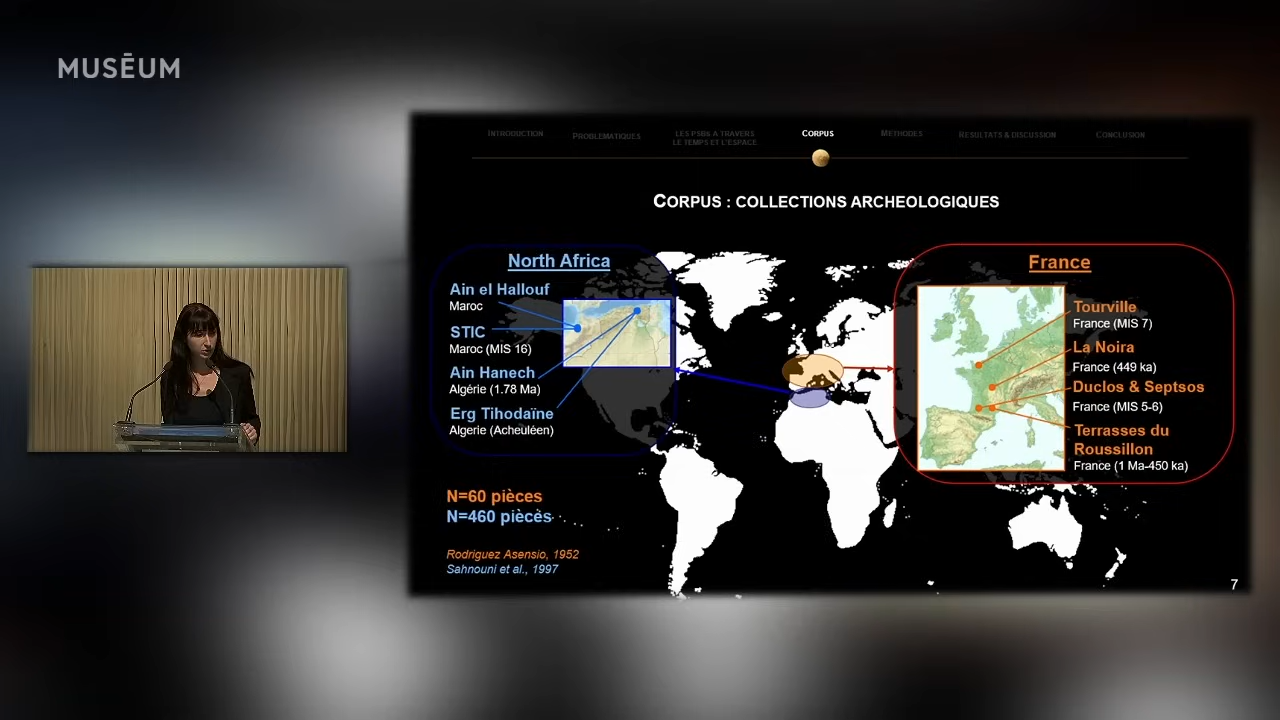 MUSĒUM
INTRODUCTION
PROBLEMATIQUES
LES PSBS A TRAVERS
LE TEMPS ET L'ESPACE
CORPUS
METHODES
RESULTATS & DISCUSSION
CONCLUSION
CORPUS : COLLECTIONS ARCHEOLOGIQUES
North Africa
Ain el Hallouf
Maroc
STIC
Maroc (MIS 16)
Ain Hanech
Algérie (1.78 Ma)
Erg Tihodaïne
Algerie (Acheuléen)
France
Tourville
France (MIS 7)
La Noira
France (449 ka)
Duclos & Septsos
France (MIS 5-6)
Terrasses du
Roussillon
France (1 Ma-450 ka)
N=60 pièces
N=460 pièces
Rodriguez Asensio, 1952
Sahnouni et al., 1997
7